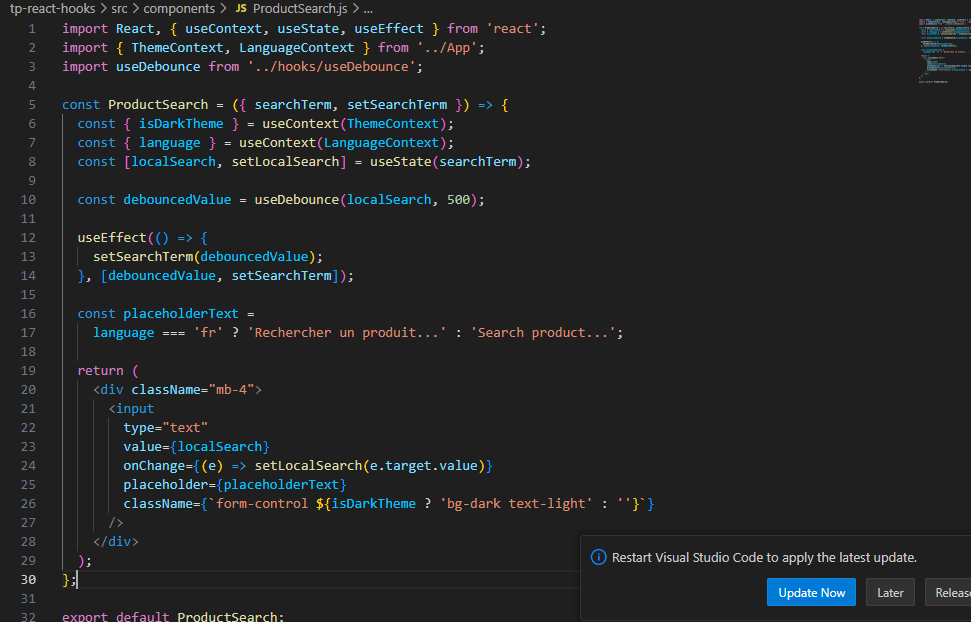 tp-react-hooks > src > components > JS ProductSearch.js > ...
1 import React, { useContext, useState, useEffect } from 'react';
2 import { ThemeContext, LanguageContext } from '../App';
3 import useDebounce from '../hooks/useDebounce';
4
5 const ProductSearch = ({ searchTerm, setSearchTerm }) => {
6 const { isDarkTheme } = useContext(ThemeContext);
7 const { language } = useContext(LanguageContext);
8 const [localSearch, setLocalSearch] = useState(searchTerm);
9
10 const debouncedValue = useDebounce(localSearch, 500);
11
12 useEffect(() => {
13 setSearchTerm(debouncedValue);
14 }, [debouncedValue, setSearchTerm]);
15
16 const placeholderText =
17 language === 'fr' ? 'Rechercher un produit...' : 'Search product...';
18
19 return (
20 <div className="mb-4">
21 <input
22 type="text"
23 value={localSearch}
24 onChange={(e) => setLocalSearch(e.target.value)}
25 placeholder={placeholderText}
26 className={`form-control ${isDarkTheme ? 'bg-dark text-light' : ''}`}
27 />
28 </div>
29 );
30 };
31
32 export default ProductSearch;
Restart Visual Studio Code to apply the latest update.
Update Now Later Release